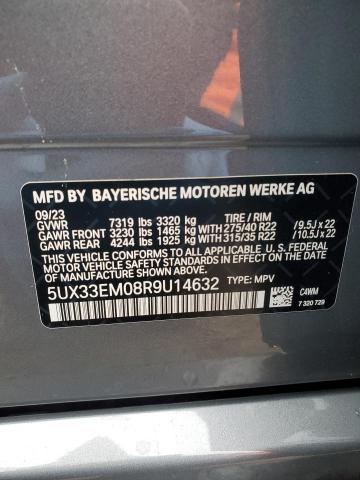 MFD BY BAYERISCHE MOTOREN WERKE AG
09/23
GVWR 7319 lbs 3320 kg TIRE / RIM
GAWR FRONT 3230 lbs 1465 kg WITH 275/40 R22 / 9.5J x 22
GAWR REAR 4244 lbs 1925 kg WITH 315/35 R22 / 10.5J x 22
THIS VEHICLE CONFORMS TO ALL APPLICABLE U.S. FEDERAL
MOTOR VEHICLE SAFETY STANDARDS
IN EFFECT ON THE DATE OF MANUFACTURE SHOWN ABOVE.
5UX33EM08R9U14632 TYPE: MPV
C4WM
7 320 729